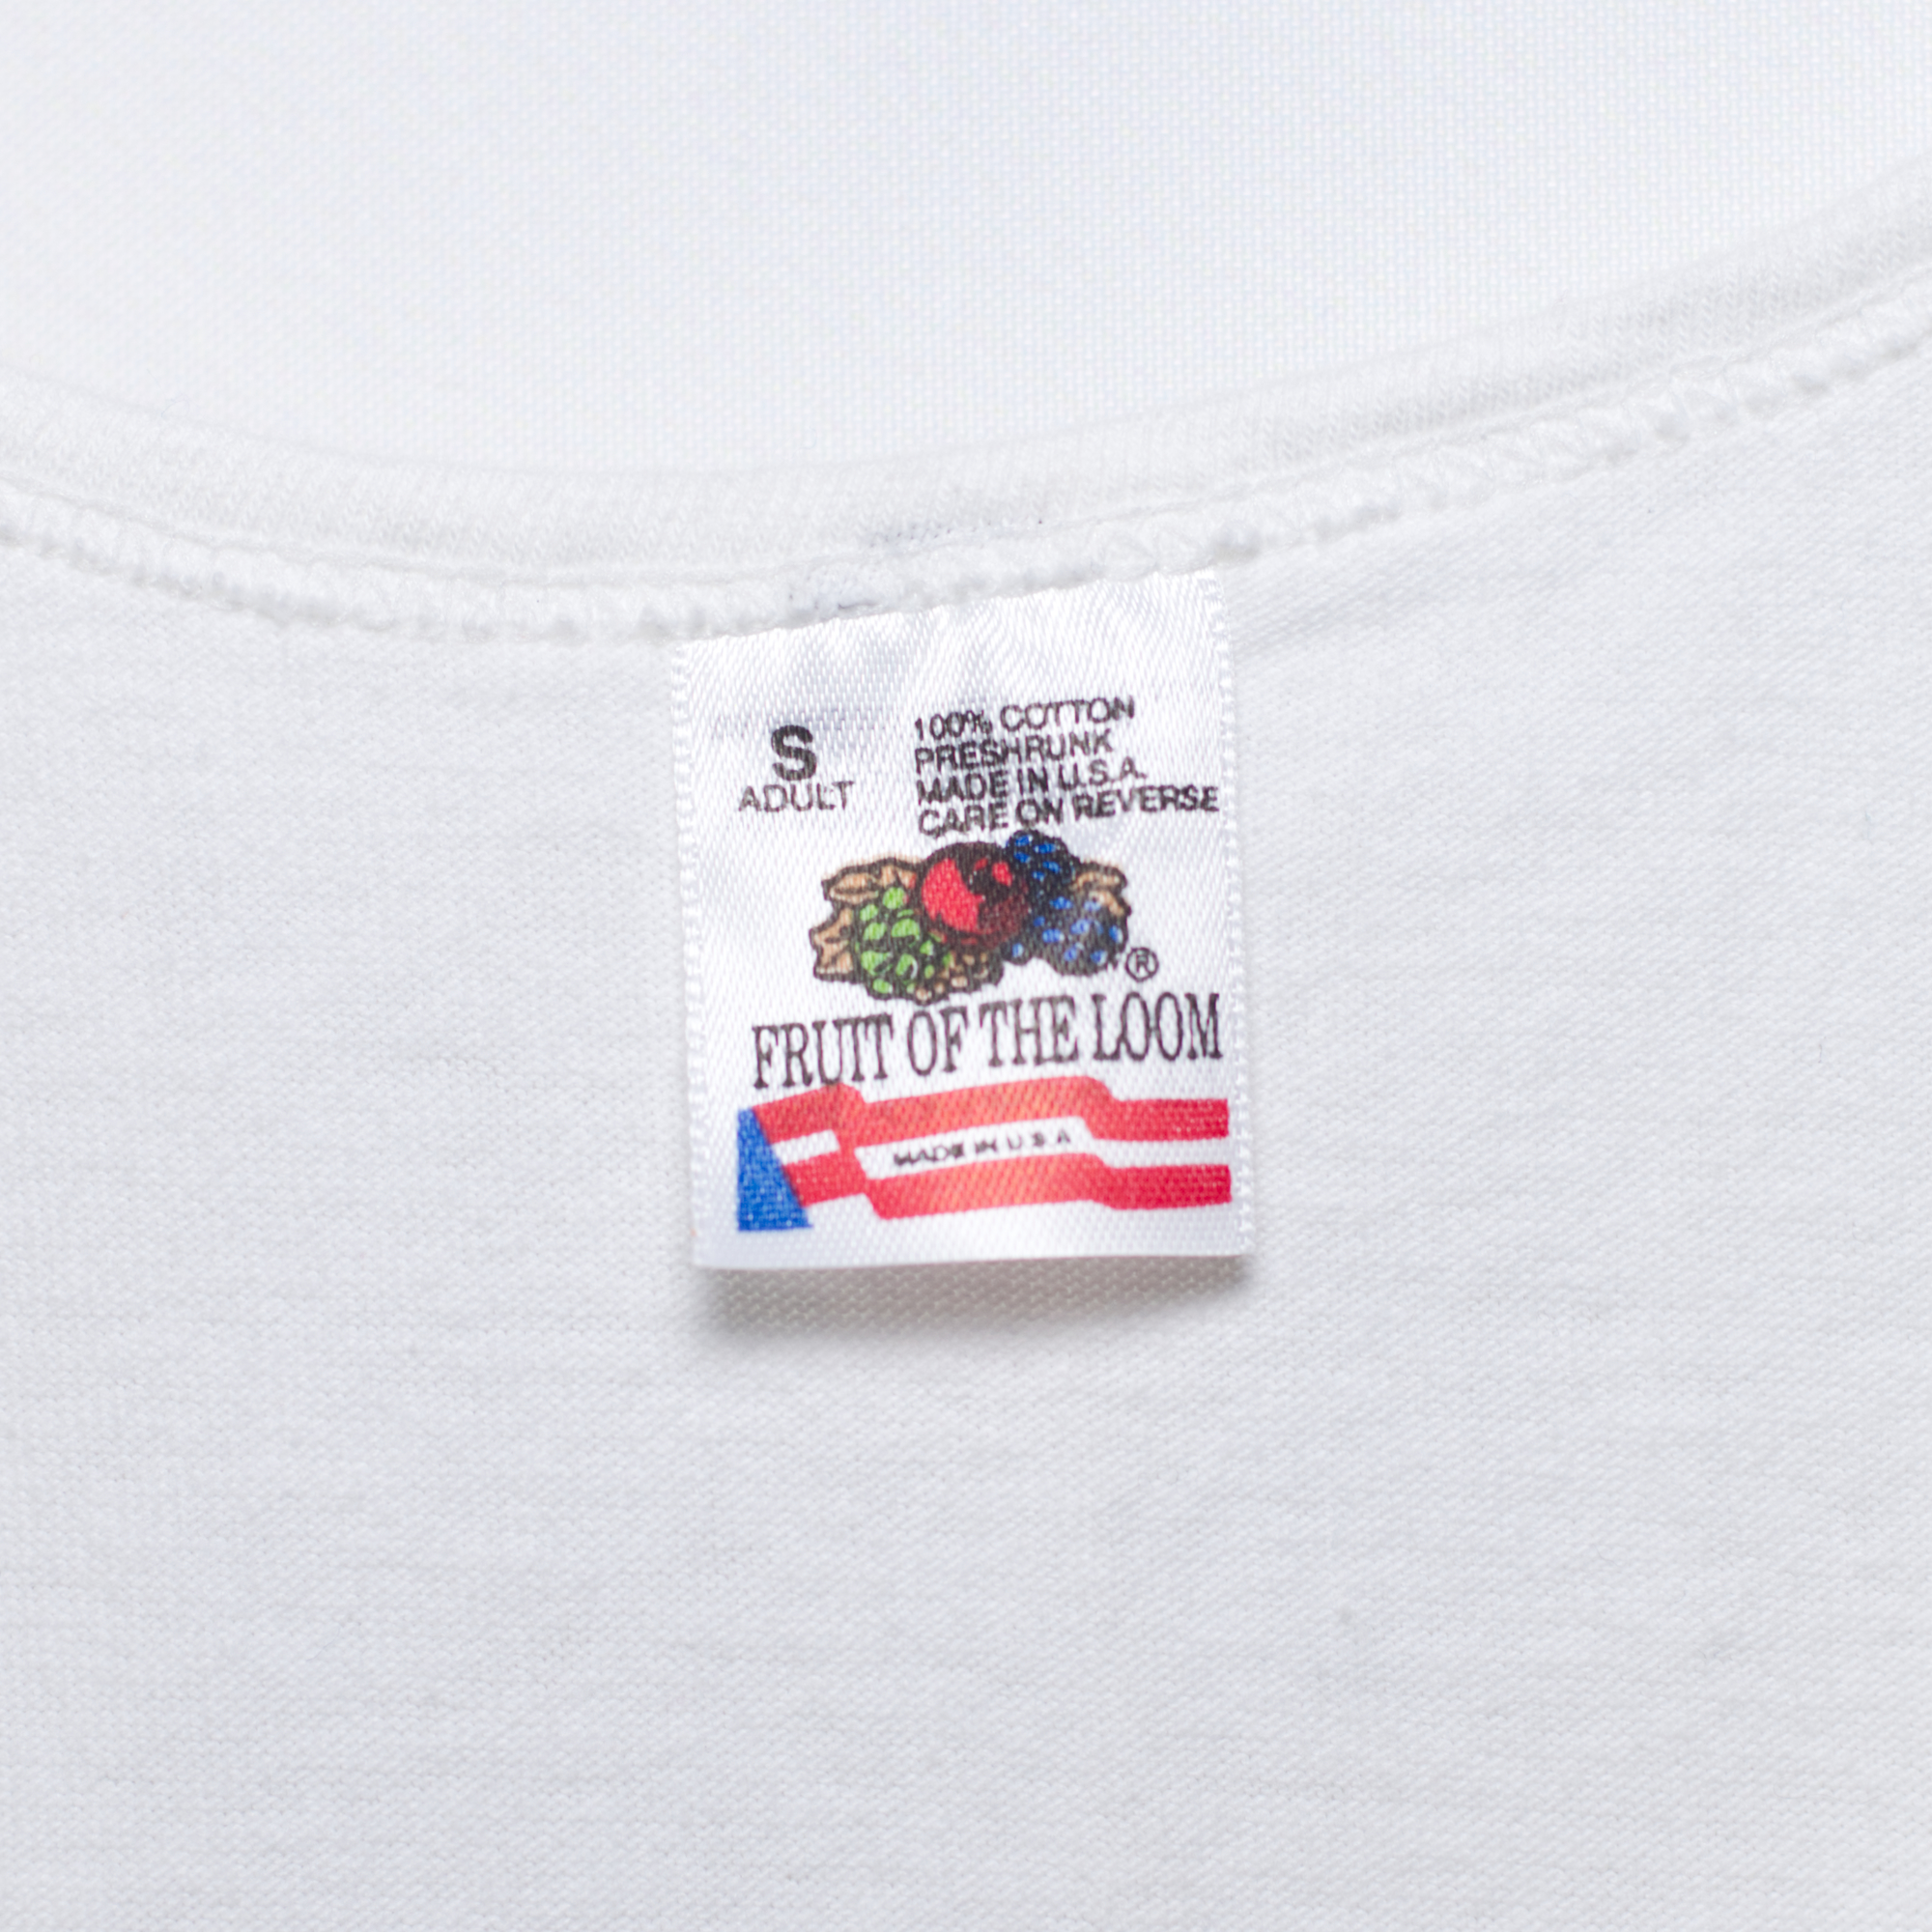 S
ADULT
100% COTTON
PRESHRUNK
MADE IN U.S.A.
CARE ON REVERSE
®
FRUIT OF THE LOOM
MADE IN U S A